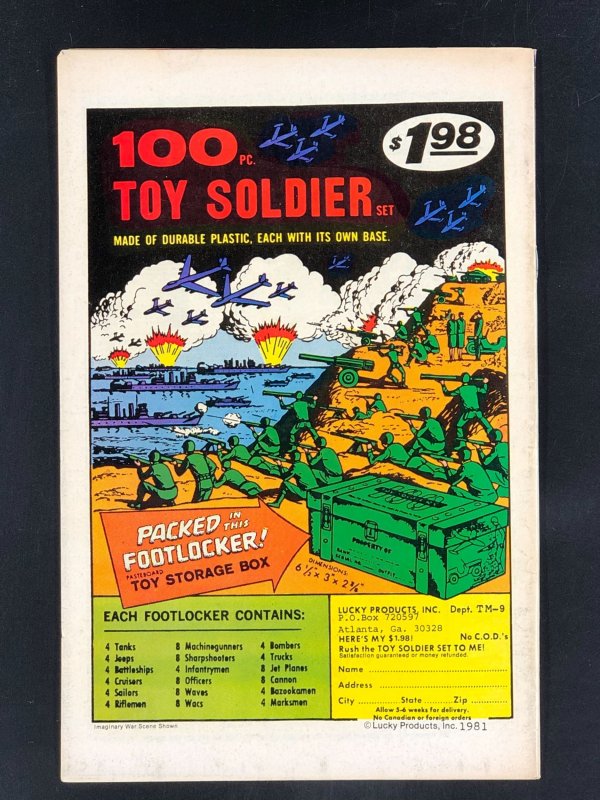 100 PC.
$1.98
TOY SOLDIER SET
MADE OF DURABLE PLASTIC, EACH WITH ITS OWN BASE.
PACKED IN THIS
FOOTLOCKER!
PASTEBOARD
TOY STORAGE BOX
PROPERTY OF
DIMENSIONS:
6 1/2" x 3" x 2 3/8"
EACH FOOTLOCKER CONTAINS:
4 Tanks
4 Jeeps
4 Battleships
4 Cruisers
4 Sailors
4 Riflemen
8 Machinegunners
8 Sharpshooters
4 Infantrymen
8 Officers
8 Waves
8 Wacs
4 Bombers
4 Trucks
8 Jet Planes
8 Cannon
4 Bazookamen
4 Marksmen
LUCKY PRODUCTS, INC. Dept. TM-9
P.O.Box 720597
Atlanta, Ga. 30328
HERE'S MY $1.98! No C.O.D.'s
Rush the TOY SOLDIER SET TO ME!
Satisfaction guaranteed or money refunded.
Name
Address
City State Zip
Allow 5-6 weeks for delivery.
No Canadian or foreign orders
Imaginary War Scene Shown
©Lucky Products, Inc. 1981